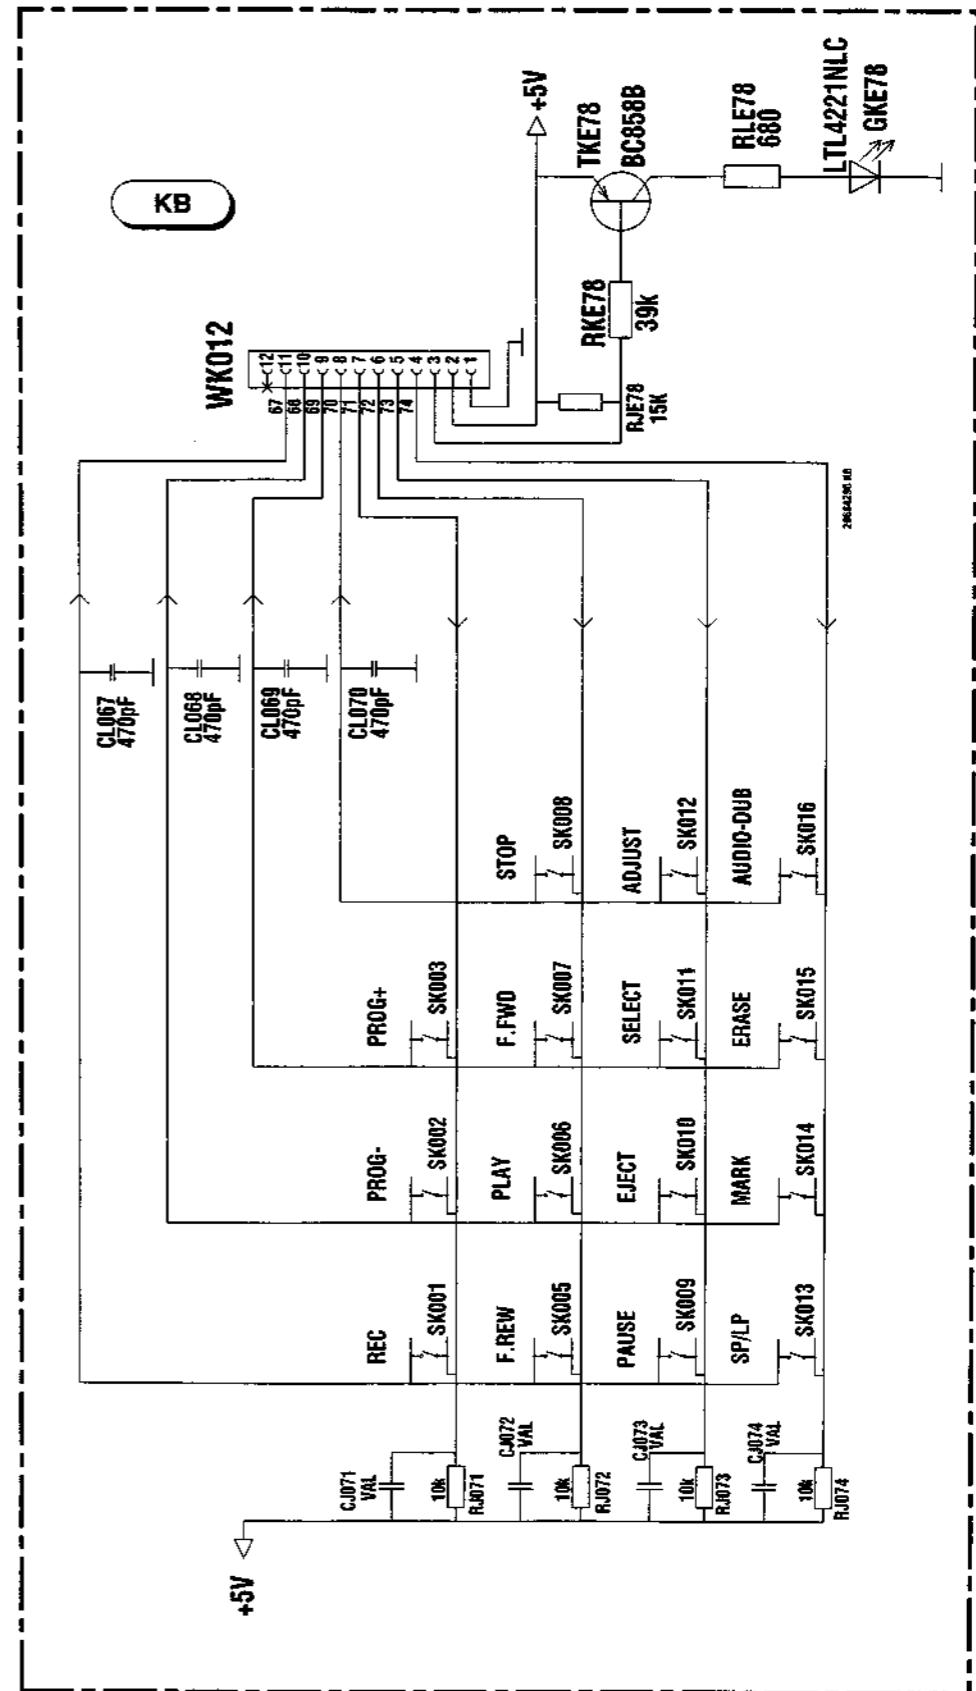 KB
WK012
12
11
10
9
8
7
6
5
4
3
2
1
67
68
69
70
71
72
73
74
+5V
TKE78
BC858B
RLE78
680
LTL4221NLC
GKE78
RKE78
39K
RJE78
15K
CL067
470pF
CL068
470pF
CL069
470pF
CL070
470pF
REC
SK001
PROG-
SK002
PROG+
SK003
F.REW
SK005
PLAY
SK006
F.FWD
SK007
STOP
SK008
PAUSE
SK009
EJECT
SK010
SELECT
SK011
ADJUST
SK012
SP/LP
SK013
MARK
SK014
ERASE
SK015
AUDIO-DUB
SK016
CJ071
VAL
10k
RJ071
CJ072
VAL
10k
RJ072
CJ073
VAL
10k
RJ073
CJ074
VAL
10k
RJ074
+5V